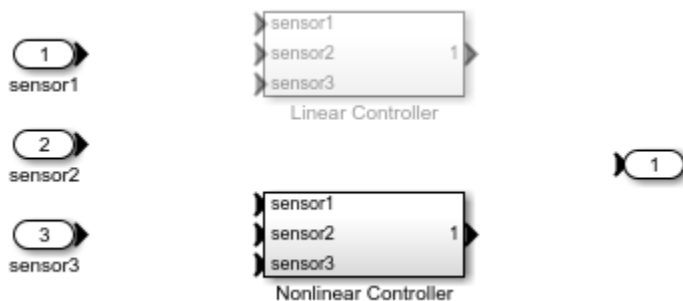 1
sensor1
2
sensor2
3
sensor3
sensor1
sensor2
1
sensor3
Linear Controller
sensor1
sensor2
1
sensor3
Nonlinear Controller
1